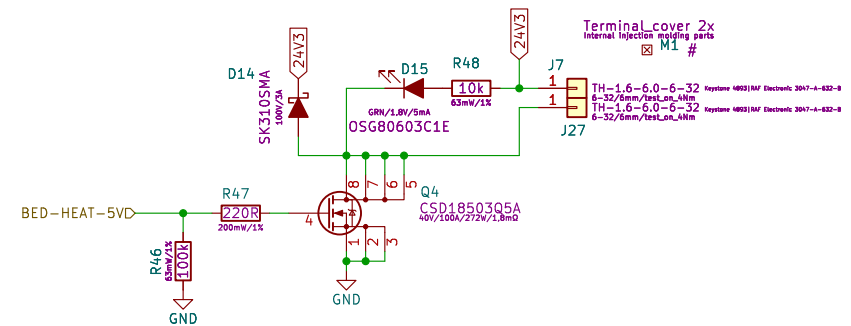 Terminal_cover 2x
Internal injection molding parts
M1 #
24V3
24V3
D14
SK310SMA
100V/3A
D15
GRN/1,8V/5mA
OSG80603C1E
R48
10k
63mW/1%
J7
1
1
TH-1.6-6.0-6-32 Keystone 4893|RAF Electronic 3047-A-632-B
6-32/6mm/test_on_4Nm
TH-1.6-6.0-6-32 Keystone 4893|RAF Electronic 3047-A-632-B
6-32/6mm/test_on_4Nm
J27
8
7
6
5
Q4
CSD18503Q5A
40V/100A/272W/1,8mΩ
4
1
2
3
GND
BED-HEAT-5V
R47
220R
200mW/1%
R46
63mW/1%
100k
GND